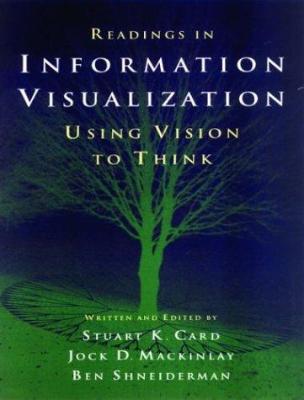 READINGS IN
INFORMATION
VISUALIZATION
USING VISION
TO THINK
WRITTEN AND EDITED BY
STUART K. CARD
JOCK D. MACKINLAY
BEN SHNEIDERMAN